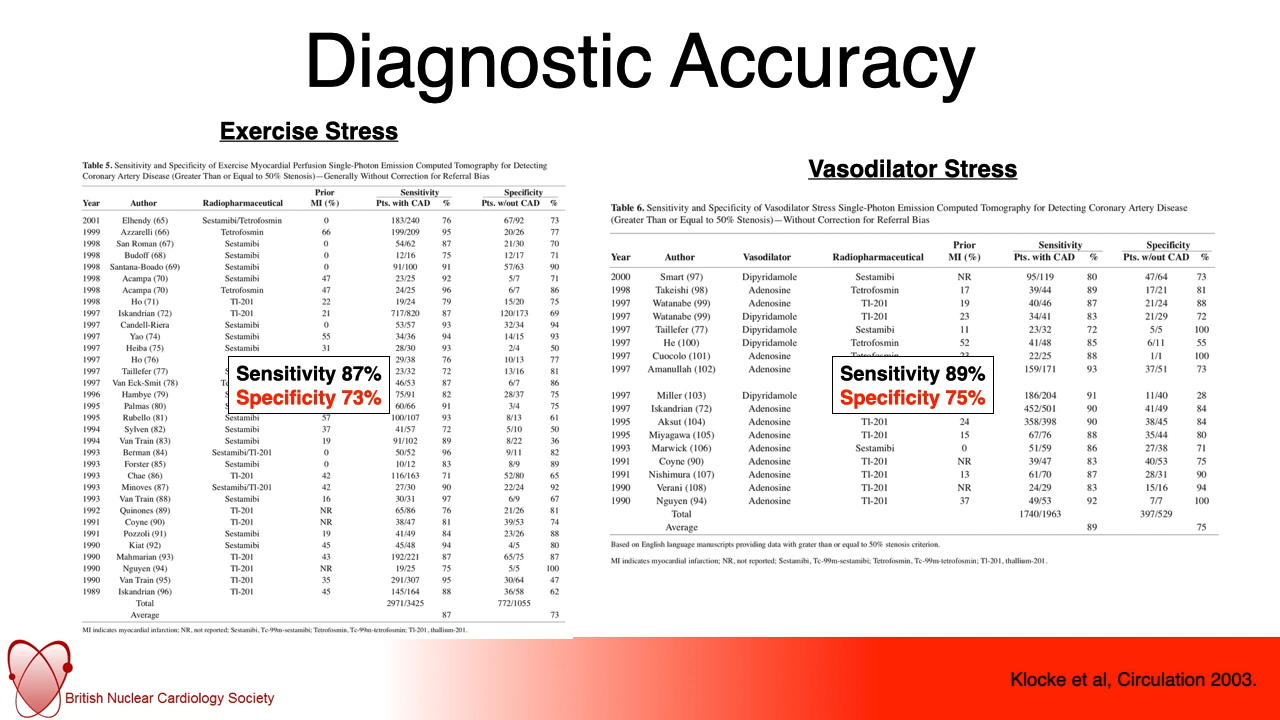 Diagnostic Accuracy
Exercise Stress
Table 5. Sensitivity and Specificity of Exercise Myocardial Perfusion Single-Photon Emission Computed Tomography for Detecting
Coronary Artery Disease (Greater Than or Equal to 50% Stenosis)—Generally Without Correction for Referral Bias
Prior Sensitivity Specificity
Year Author Radiopharmaceutical MI (%) Pts. with CAD % Pts. w/out CAD %
2001 Elhendy (65) Sestamibi/Tetrofosmin 0 183/240 76 67/92 73
1999 Azzarelli (66) Tetrofosmin 66 199/209 95 20/26 77
1998 San Roman (67) Sestamibi 0 54/62 87 21/30 70
1998 Budoff (68) Sestamibi 0 12/16 75 12/17 71
1998 Santana-Boado (69) Sestamibi 0 91/100 91 57/63 90
1998 Acampa (70) Sestamibi 47 23/25 92 5/7 71
1998 Acampa (70) Tetrofosmin 47 24/25 96 6/7 86
1998 Ho (71) Tl-201 22 19/24 79 15/20 75
1997 Iskandrian (72) Tl-201 21 717/820 87 120/173 69
1997 Candell-Riera Sestamibi 0 53/57 93 32/34 94
1997 Yao (74) Sestamibi 55 34/36 94 14/15 93
1997 Heiba (75) Sestamibi 31 28/30 93 2/4 50
1997 Ho (76) 29/38 76 10/13 77
1997 Taillefer (77) 23/32 72 13/16 81
1997 Van Eck-Smit (78) 46/53 87 6/7 86
1996 Hambye (79) 75/91 82 28/37 75
1995 Palmas (80) 60/66 91 3/4 75
1995 Rubello (81) Sestamibi 57 100/107 93 8/13 61
1994 Sylven (82) Sestamibi 37 41/57 72 5/10 50
1994 Van Train (83) Sestamibi 19 91/102 89 8/22 36
1993 Berman (84) Sestamibi/Tl-201 0 50/52 96 9/11 82
1993 Forster (85) Sestamibi 0 10/12 83 8/9 89
1993 Chae (86) Tl-201 42 116/163 71 52/80 65
1993 Minoves (87) Sestamibi/Tl-201 42 27/30 90 22/24 92
1993 Van Train (88) Sestamibi 16 30/31 97 6/9 67
1992 Quinones (89) Tl-201 NR 65/86 76 21/26 81
1991 Coyne (90) Tl-201 NR 38/47 81 39/53 74
1991 Pozzoli (91) Sestamibi 19 41/49 84 23/26 88
1990 Kiat (92) Sestamibi 45 45/48 94 4/5 80
1990 Mahmarian (93) Tl-201 43 192/221 87 65/75 87
1990 Nguyen (94) Tl-201 NR 19/25 75 5/5 100
1990 Van Train (95) Tl-201 35 291/307 95 30/64 47
1989 Iskandrian (96) Tl-201 45 145/164 88 36/58 62
Total 2971/3425 772/1055
Average 87 73
MI indicates myocardial infarction; NR, not reported; Sestamibi, Tc-99m-sestamibi; Tetrofosmin, Tc-99m-tetrofosmin; Tl-201, thallium-201.
Sensitivity 87%
Specificity 73%
Vasodilator Stress
Table 6. Sensitivity and Specificity of Vasodilator Stress Single-Photon Emission Computed Tomography for Detecting Coronary Artery Disease
(Greater Than or Equal to 50% Stenosis)—Without Correction for Referral Bias
Prior Sensitivity Specificity
Year Author Vasodilator Radiopharmaceutical MI (%) Pts. with CAD % Pts. w/out CAD %
2000 Smart (97) Dipyridamole Sestamibi NR 95/119 80 47/64 73
1998 Takeishi (98) Adenosine Tetrofosmin 17 39/44 89 17/21 81
1997 Watanabe (99) Adenosine Tl-201 19 40/46 87 21/24 88
1997 Watanabe (99) Dipyridamole Tl-201 23 34/41 83 21/29 72
1997 Taillefer (77) Dipyridamole Sestamibi 11 23/32 72 5/5 100
1997 He (100) Dipyridamole Tetrofosmin 52 41/48 85 6/11 55
1997 Cuocolo (101) Adenosine Tetrofosmin 23 22/25 88 1/1 100
1997 Amanullah (102) Adenosine 159/171 93 37/51 73
1997 Miller (103) Dipyridamole 186/204 91 11/40 28
1997 Iskandrian (72) Adenosine 452/501 90 41/49 84
1995 Aksut (104) Adenosine Tl-201 24 358/398 90 38/45 84
1995 Miyagawa (105) Adenosine Tl-201 15 67/76 88 35/44 80
1993 Marwick (106) Adenosine Sestamibi 0 51/59 86 27/38 71
1991 Coyne (90) Adenosine Tl-201 NR 39/47 83 40/53 75
1991 Nishimura (107) Adenosine Tl-201 13 61/70 87 28/31 90
1990 Verani (108) Adenosine Tl-201 NR 24/29 83 15/16 94
1990 Nguyen (94) Adenosine Tl-201 37 49/53 92 7/7 100
Total 1740/1963 397/529
Average 89 75
Based on English language manuscripts providing data with grater than or equal to 50% stenosis criterion.
MI indicates myocardial infarction; NR, not reported; Sestamibi, Tc-99m-sestamibi; Tetrofosmin, Tc-99m-tetrofosmin; Tl-201, thallium-201.
Sensitivity 89%
Specificity 75%
British Nuclear Cardiology Society
Klocke et al, Circulation 2003.